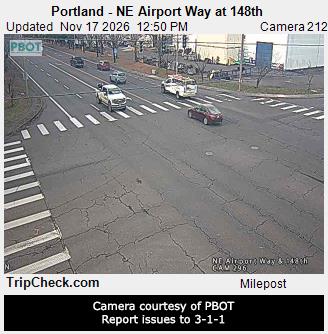 Portland - NE Airport Way at 148th
Updated Nov 17 2026 12:50 PM Camera 212
PBOT
NE Airport Way & 148th
CAM 296
N
TripCheck.com Milepost
Camera courtesy of PBOT
Report issues to 3-1-1